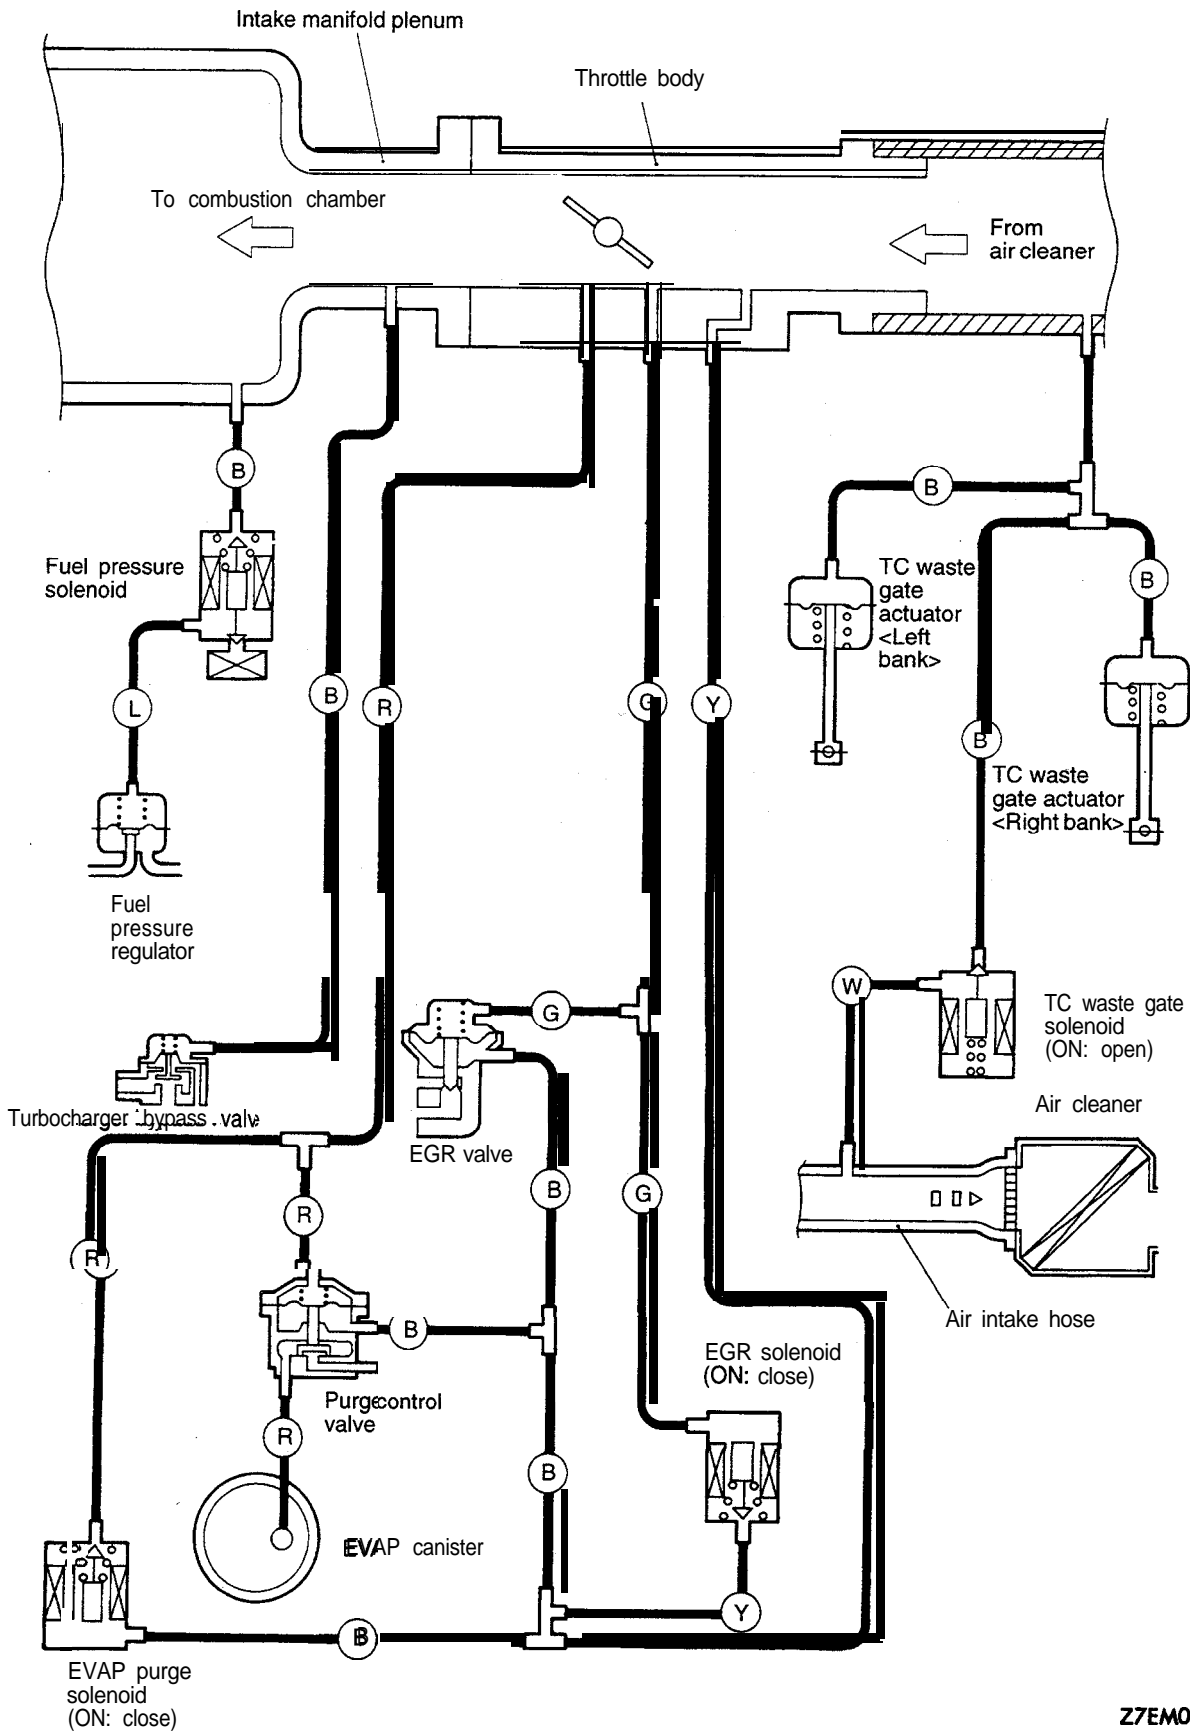 Intake manifold plenum
Throttle body
To combustion chamber
From
air cleaner
B
B
Fuel pressure
solenoid
TC waste
gate
actuator
<Left
bank>
B
L
B
R
G
Y
B
TC waste
gate actuator
<Right bank>
Fuel
pressure
regulator
W
G
TC waste gate
solenoid
(ON: open)
Air cleaner
Turbocharger bypass valve
EGR valve
B
G
R
R
Air intake hose
B
EGR solenoid
(ON: close)
Purge control
valve
R
B
EVAP canister
Y
B
EVAP purge
solenoid
(ON: close)
Z7EM0